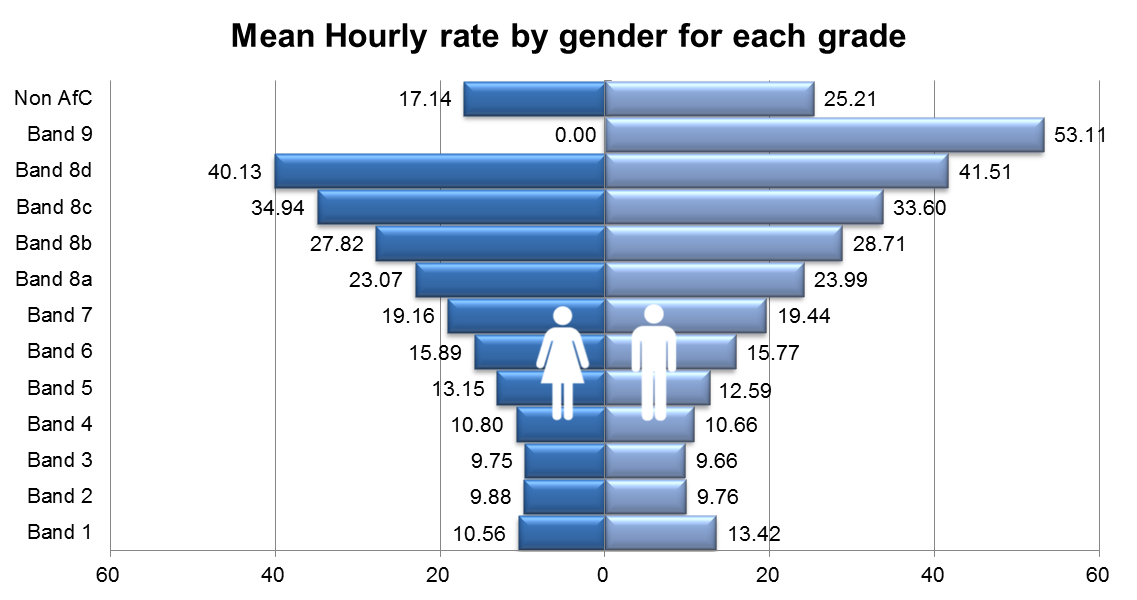 Mean Hourly rate by gender for each grade
Non AfC 17.14 25.21
Band 9 0.00 53.11
Band 8d 40.13 41.51
Band 8c 34.94 33.60
Band 8b 27.82 28.71
Band 8a 23.07 23.99
Band 7 19.16 19.44
Band 6 15.89 15.77
Band 5 13.15 12.59
Band 4 10.80 10.66
Band 3 9.75 9.66
Band 2 9.88 9.76
Band 1 10.56 13.42
60 40 20 0 20 40 60